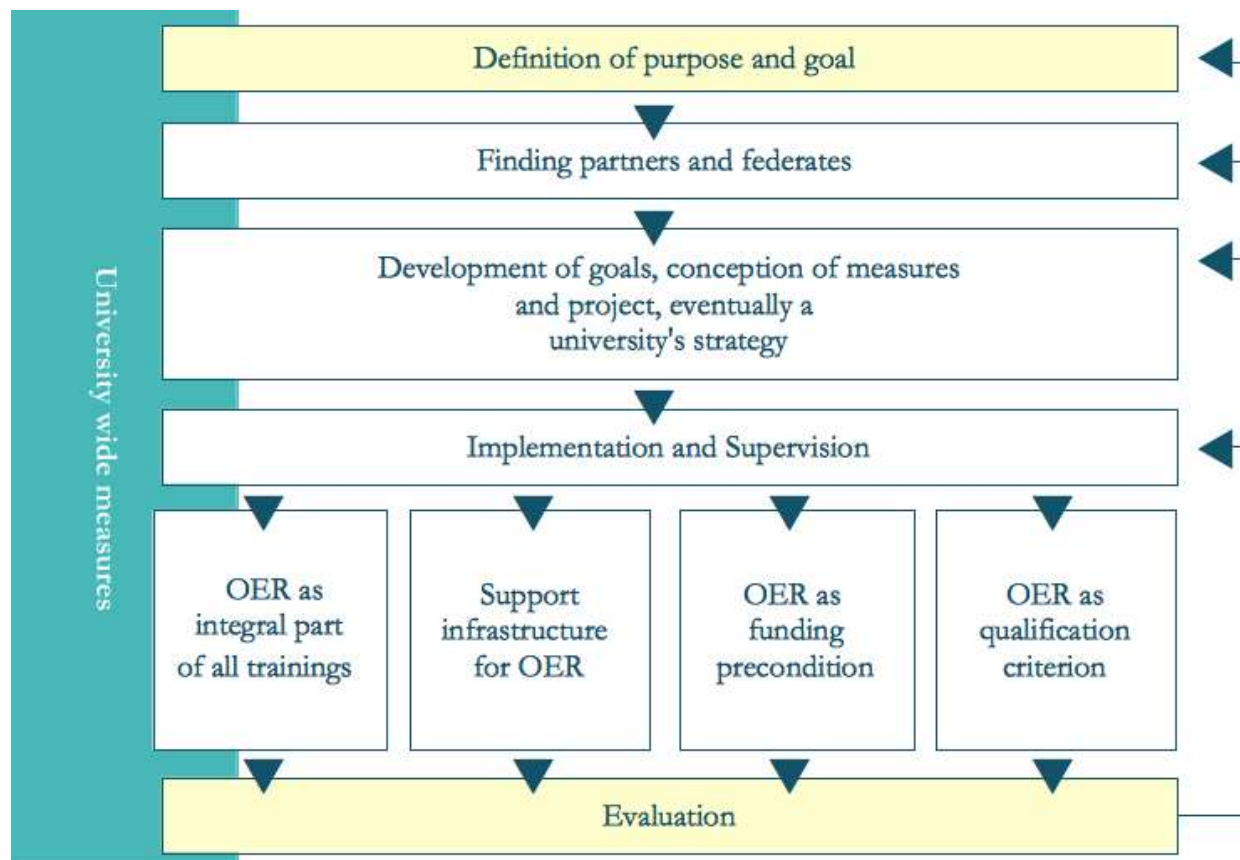 University wide measures
Definition of purpose and goal
Finding partners and federates
Development of goals, conception of measures
and project, eventually a
university's strategy
Implementation and Supervision
OER as
integral part
of all trainings
Support
infrastructure
for OER
OER as
funding
precondition
OER as
qualification
criterion
Evaluation